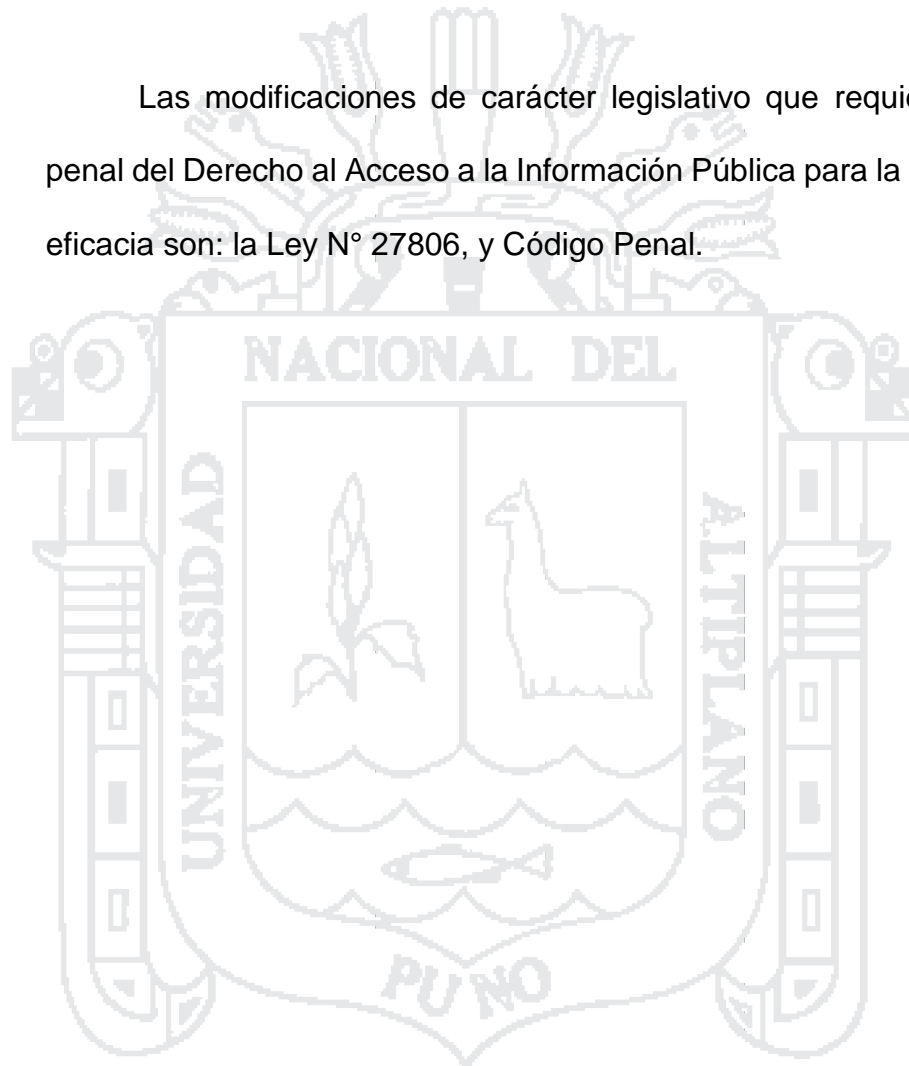 Las modificaciones de carácter legislativo que
penal del Derecho al Acceso a la Información Pública para la
eficacia son: la Ley N° 27806, y Código Penal.
NACIONAL DEL
UNIVERSIDAD
ALTIPLANO
PUNO